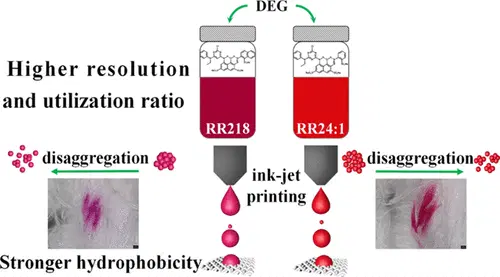 DEG
Higher resolution
and utilization ratio
RR218
RR24:1
disaggregation
ink-jet
printing
disaggregation
Stronger hydrophobicity